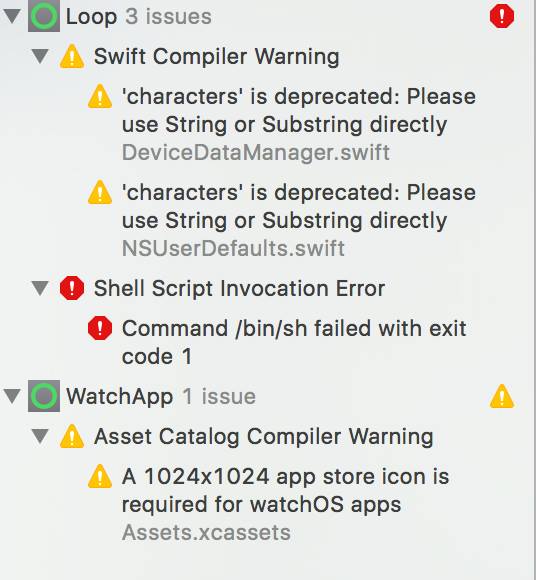 Loop 3 issues
Swift Compiler Warning
'characters' is deprecated: Please
use String or Substring directly
DeviceDataManager.swift
'characters' is deprecated: Please
use String or Substring directly
NSUserDefaults.swift
Shell Script Invocation Error
Command /bin/sh failed with exit
code 1
WatchApp 1 issue
Asset Catalog Compiler Warning
A 1024x1024 app store icon is
required for watchOS apps
Assets.xcassets